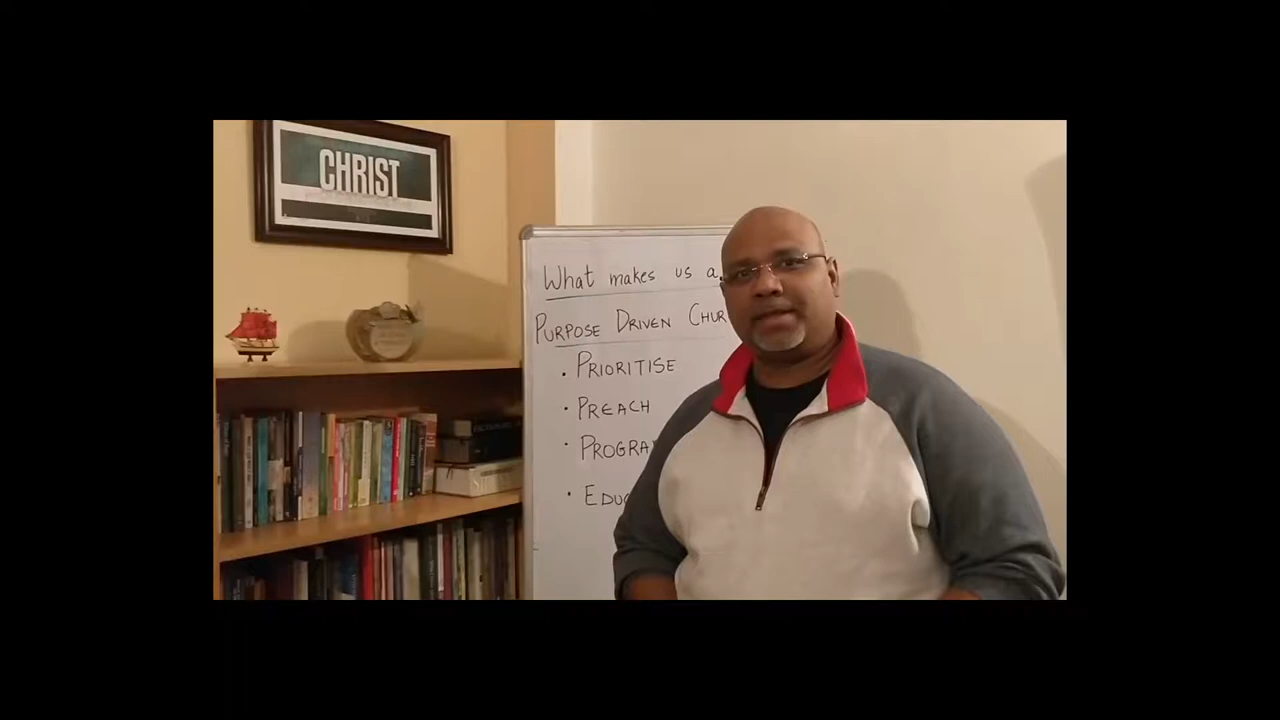 CHRIST
What makes us a
PURPOSE DRIVEN CHUR
• PRIORITISE
• PREACH
• PROGRA
• EDUC